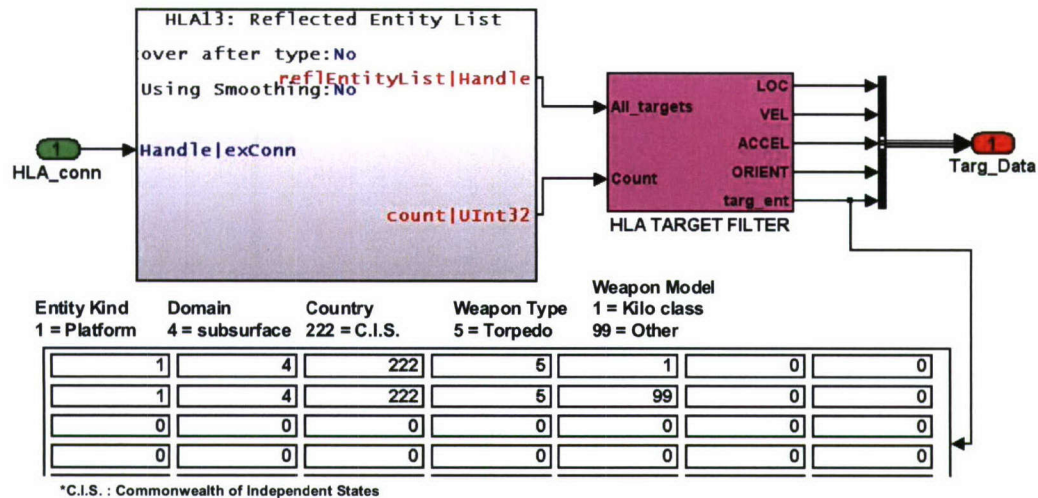 HLA13: Reflected Entity List
over after type:No
reflEntityList|Handle
Using Smoothing:No
Handle|exConn
count|UInt32
1
HLA_conn
All_targets
Count
LOC
VEL
ACCEL
ORIENT
targ_ent
HLA TARGET FILTER
1
Targ_Data
Entity Kind
1 = Platform
Domain
4 = subsurface
Country
222 = C.I.S.
Weapon Type
5 = Torpedo
Weapon Model
1 = Kilo class
99 = Other
1 4 222 5 1 0 0
1 4 222 5 99 0 0
0 0 0 0 0 0 0
0 0 0 0 0 0 0
*C.I.S. : Commonwealth of Independent States